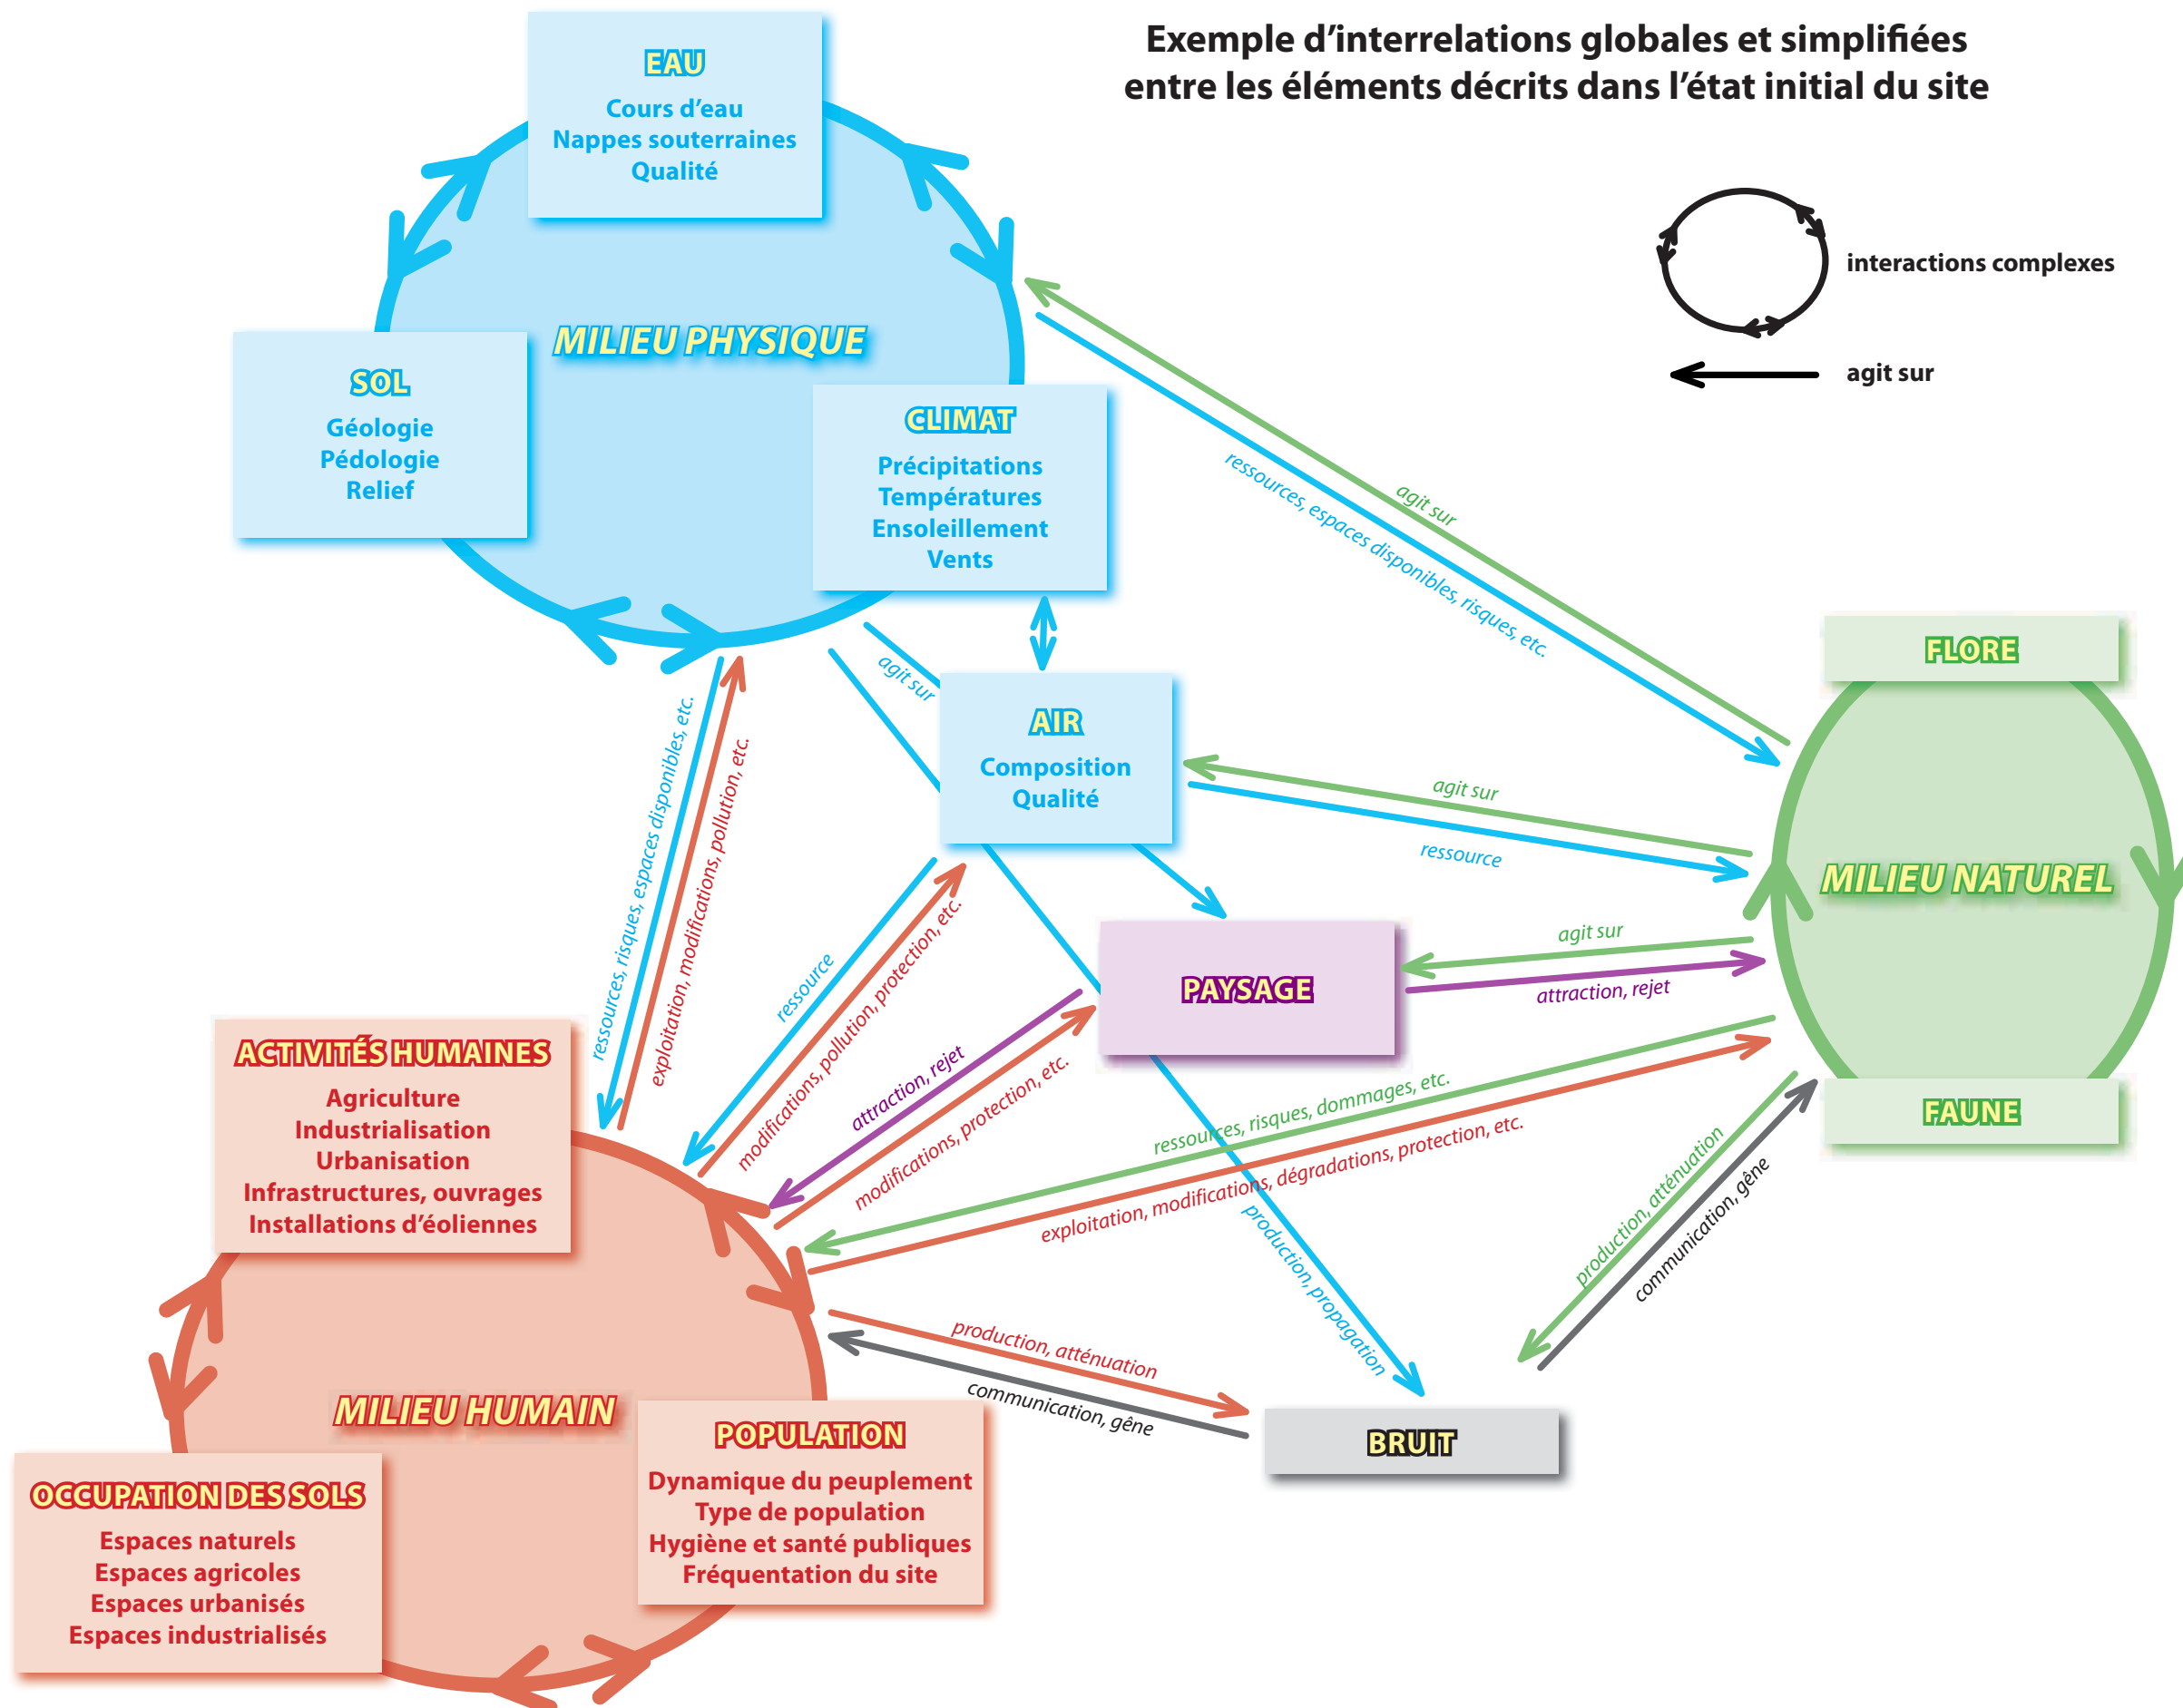 Exemple d’interrelations globales et simplifiées
entre les éléments décrits dans l’état initial du site
interactions complexes
agit sur
EAU
Cours d’eau
Nappes souterraines
Qualité
MILIEU PHYSIQUE
SOL
Géologie
Pédologie
Relief
CLIMAT
Précipitations
Températures
Ensoleillement
Vents
agit sur
ressources, espaces disponibles, risques, etc.
agit sur
AIR
Composition
Qualité
agit sur
ressource
FLORE
MILIEU NATUREL
FAUNE
ressources, risques, espaces disponibles, etc.
exploitation, modifications, pollution, etc.
ressource
modifications, pollution, protection, etc.
PAYSAGE
agit sur
attraction, rejet
attraction, rejet
modifications, protection, etc.
ressources, risques, dommages, etc.
exploitation, modifications, dégradations, protection, etc.
production, propagation
production, atténuation
communication, gêne
production, atténuation
communication, gêne
BRUIT
ACTIVITÉS HUMAINES
Agriculture
Industrialisation
Urbanisation
Infrastructures, ouvrages
Installations d’éoliennes
MILIEU HUMAIN
POPULATION
Dynamique du peuplement
Type de population
Hygiène et santé publiques
Fréquentation du site
OCCUPATION DES SOLS
Espaces naturels
Espaces agricoles
Espaces urbanisés
Espaces industrialisés